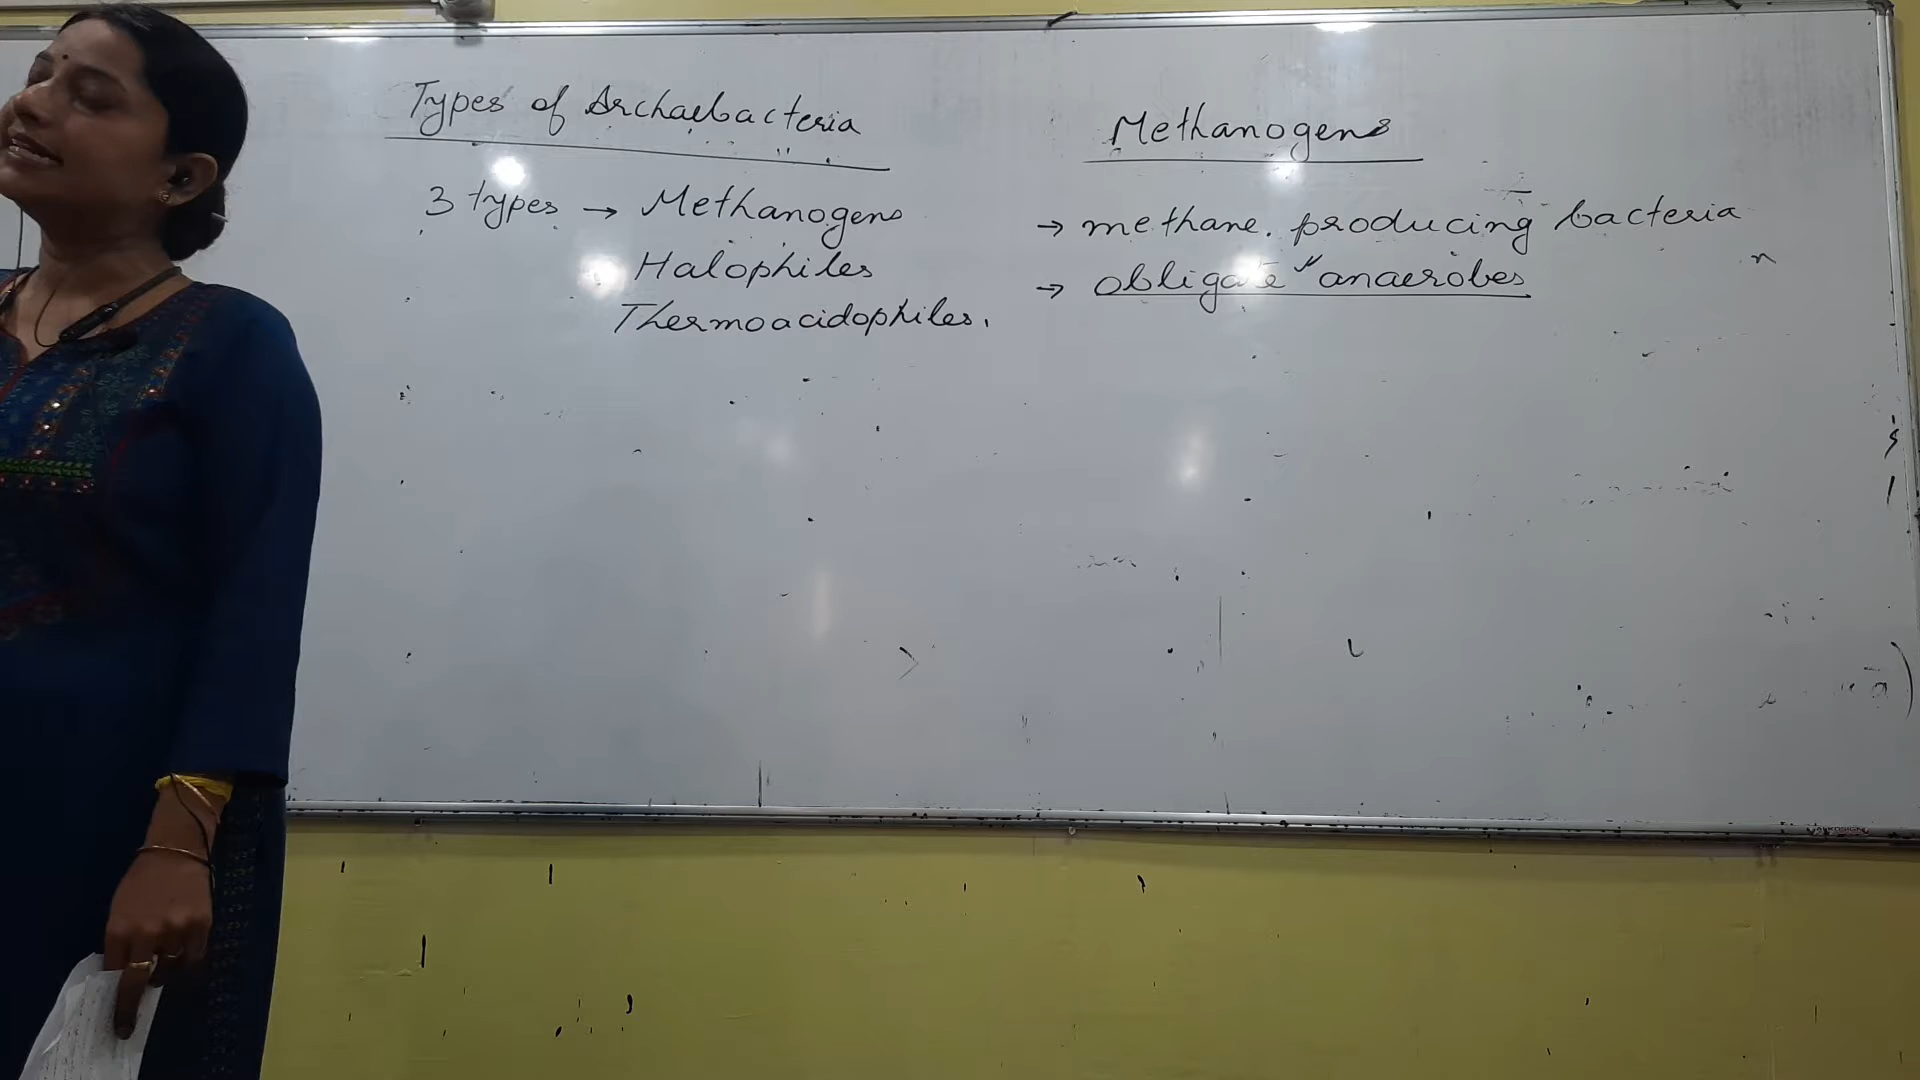 Types of Archaebacteria
3 types → Methanogens
Halophiles
Thermoacidophiles.
Methanogens
→ methane producing bacteria
→ obligate anaerobes